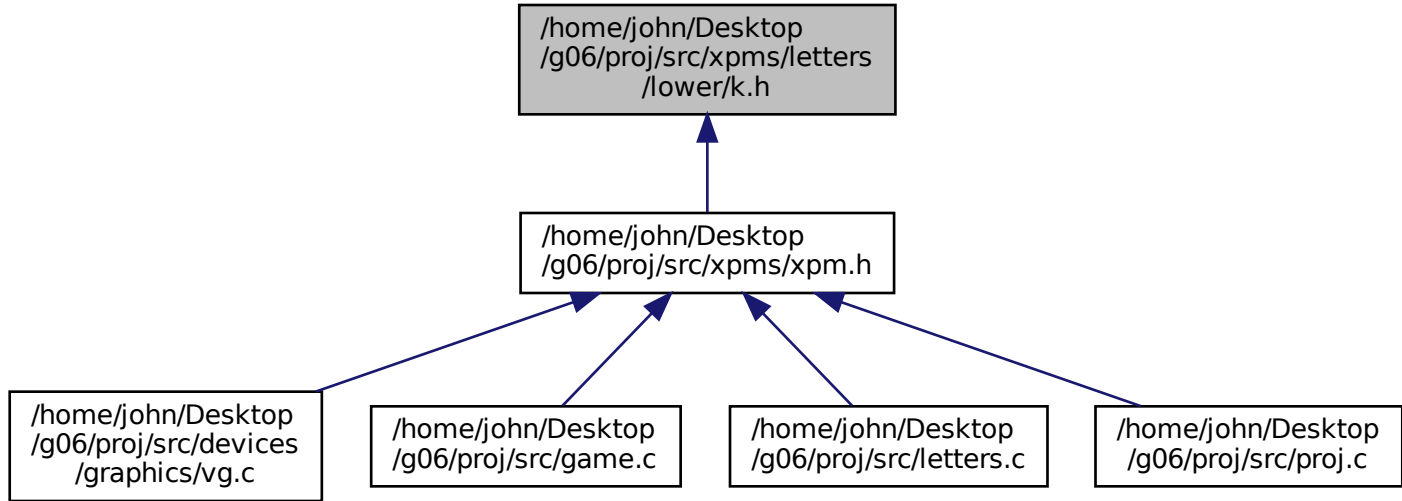 /home/john/Desktop
/g06/proj/src/xpms/letters
/lower/k.h
/home/john/Desktop
/g06/proj/src/xpms/xpm.h
/home/john/Desktop
/g06/proj/src/devices
/graphics/vg.c
/home/john/Desktop
/g06/proj/src/game.c
/home/john/Desktop
/g06/proj/src/letters.c
/home/john/Desktop
/g06/proj/src/proj.c